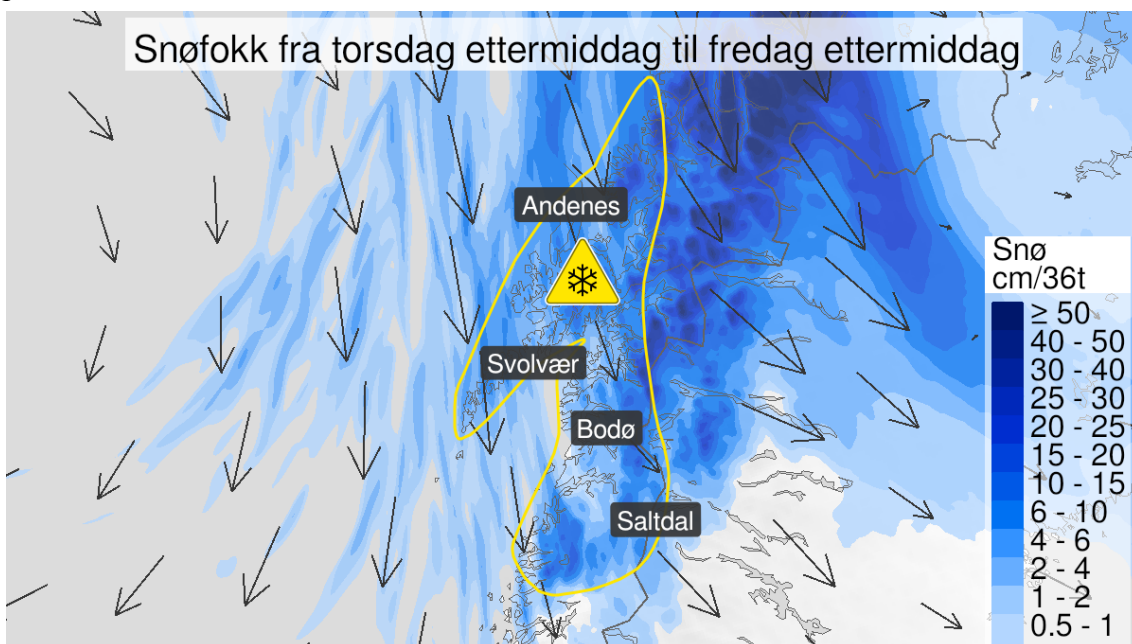 Snøfokk fra torsdag ettermiddag til fredag ettermiddag
Andenes
Svolvær
Bodø
Saltdal
Snø
cm/36t
≥ 50
40 - 50
30 - 40
25 - 30
20 - 25
15 - 20
10 - 15
6 - 10
4 - 6
2 - 4
1 - 2
0.5 - 1